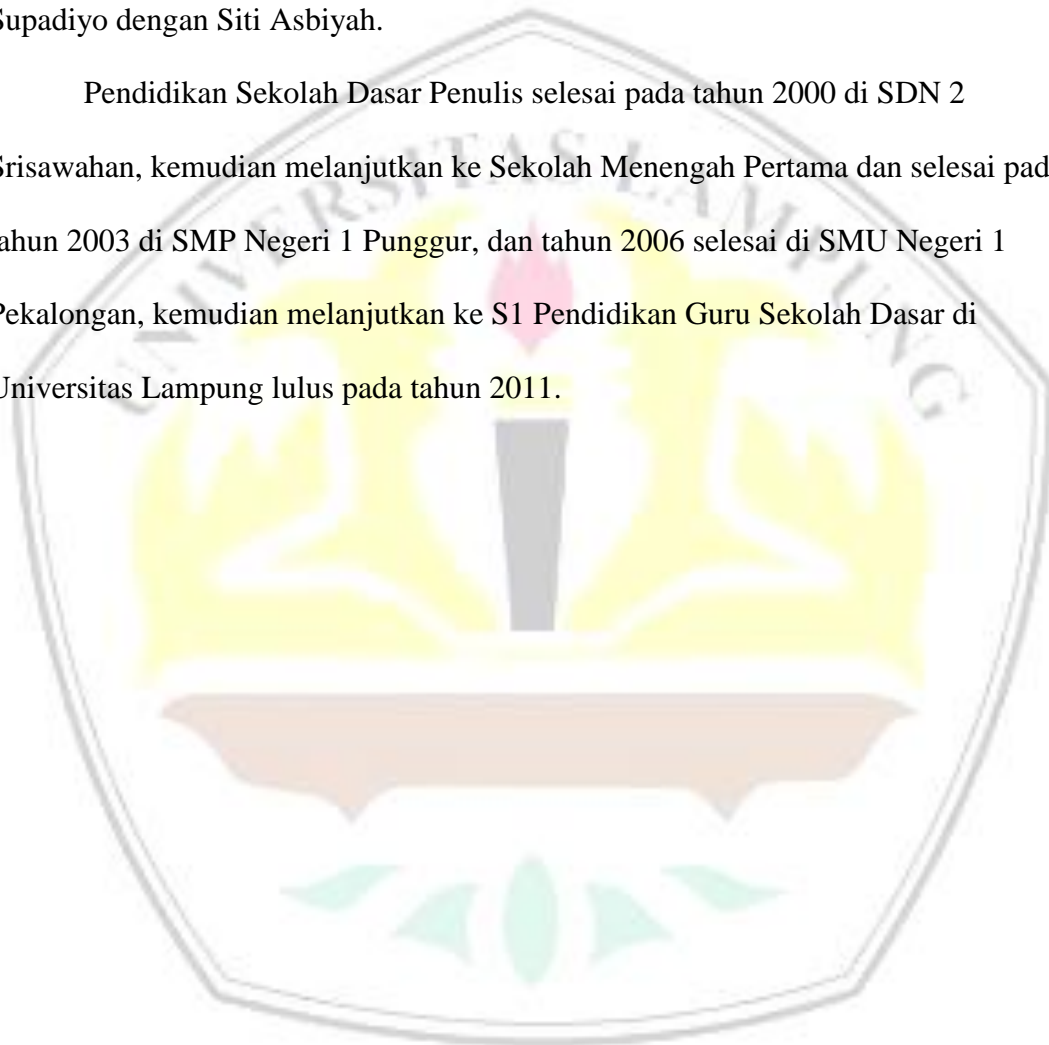 Supadiyo dengan Siti Asbiyah.
Pendidikan Sekolah Dasar Penulis selesai pada tahun 2000 di SDN 2
Srisawahan, kemudian melanjutkan ke Sekolah Menengah Pertama dan selesai pad
tahun 2003 di SMP Negeri 1 Punggur, dan tahun 2006 selesai di SMU Negeri 1
Pekalongan, kemudian melanjutkan ke S1 Pendidikan Guru Sekolah Dasar di
Universitas Lampung lulus pada tahun 2011.
UNIVERSITAS LAMPUNG